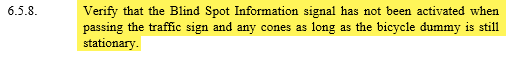 6.5.8. Verify that the Blind Spot Information signal has not been activated when
passing the traffic sign and any cones as long as the bicycle dummy is still
stationary.